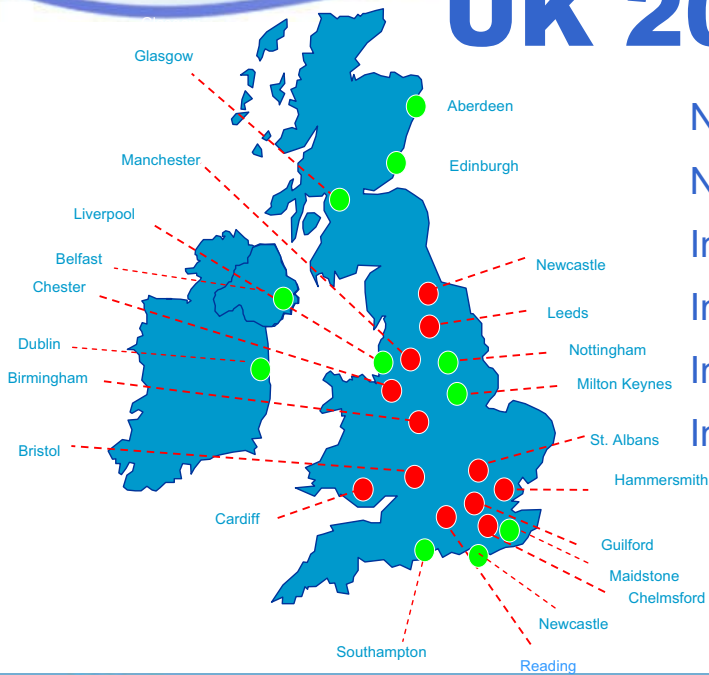 UK 20
Glasgow
Aberdeen
Manchester
Edinburgh
Liverpool
Belfast
Newcastle
Chester
Leeds
Dublin
Nottingham
Birmingham
Milton Keynes
St. Albans
Bristol
Hammersmith
Cardiff
Guilford
Maidstone
Chelmsford
Newcastle
Southampton
Reading